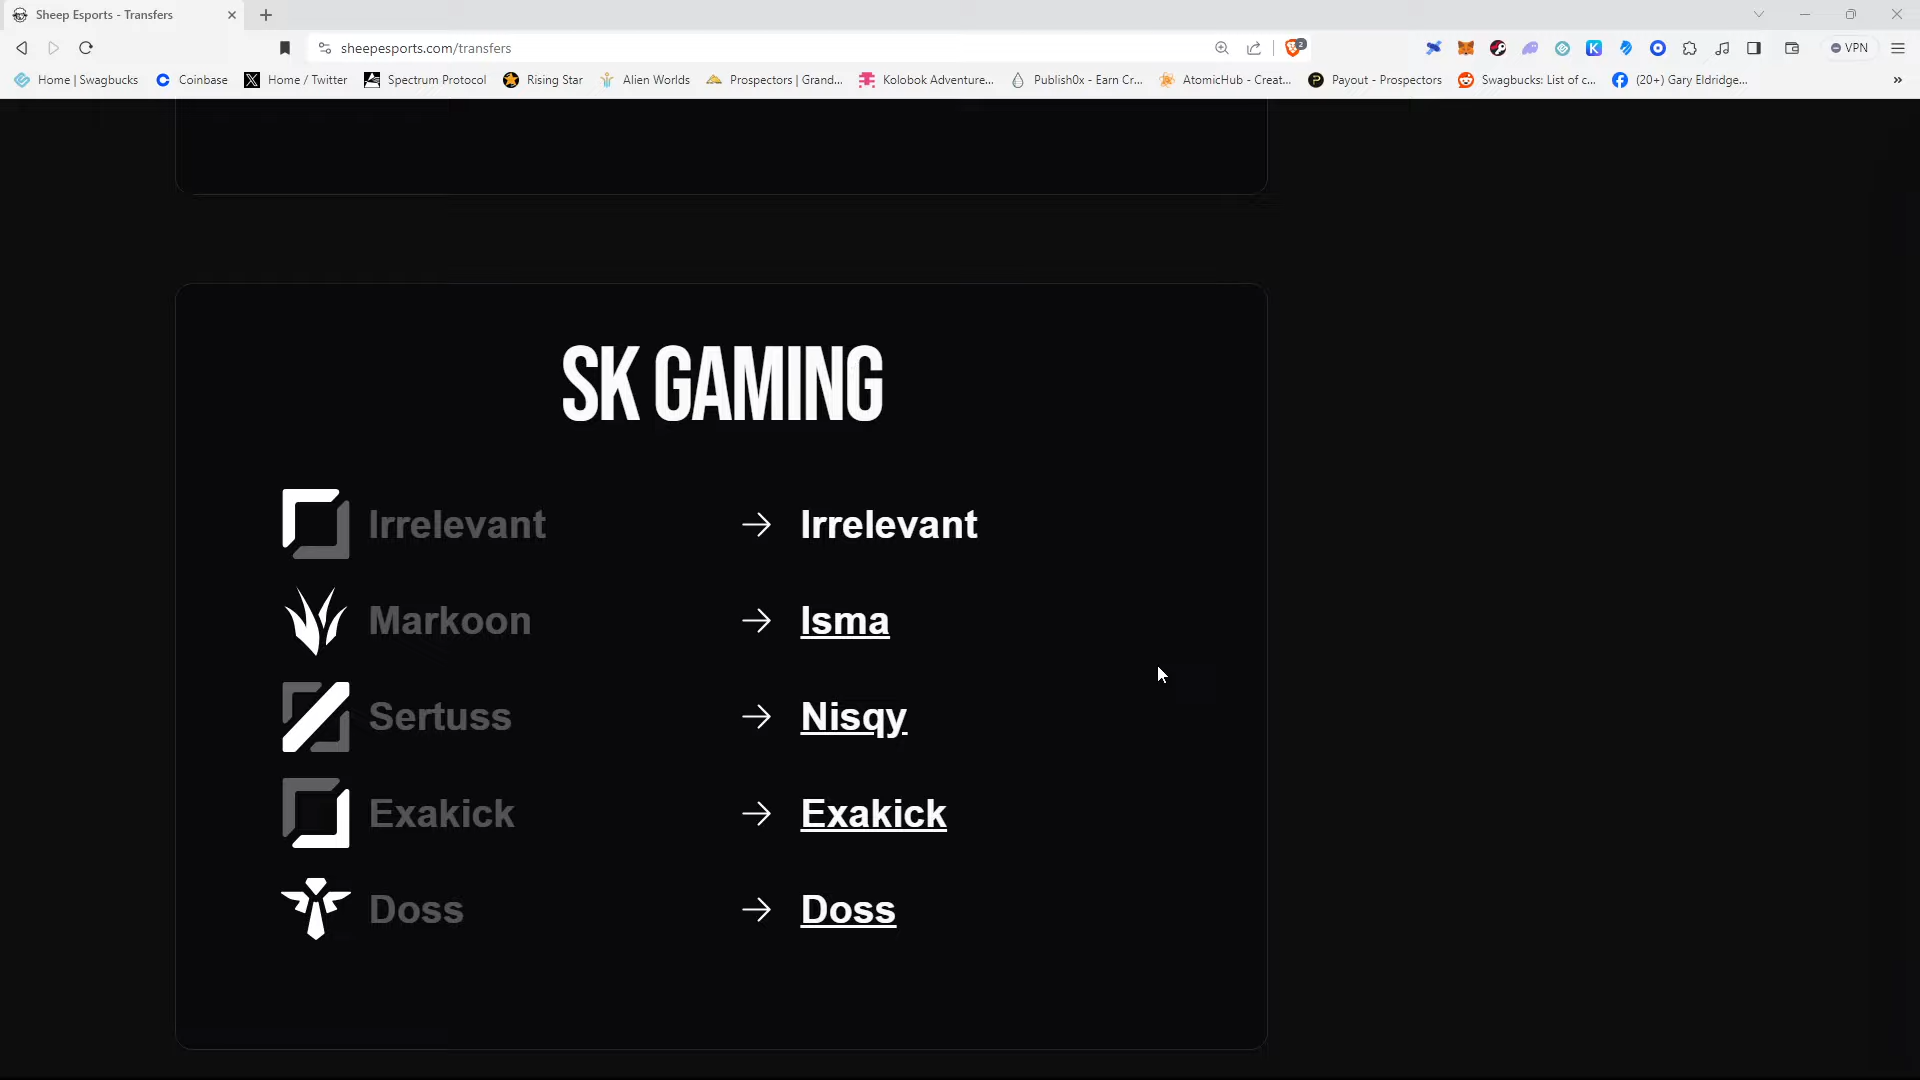 Sheep Esports - Transfers
sheepesports.com/transfers
2
VPN
Home | Swagbucks
Coinbase
Home / Twitter
Spectrum Protocol
Rising Star
Alien Worlds
Prospectors | Grand...
Kolobok Adventure...
Publish0x - Earn Cr...
AtomicHub - Creat...
Payout - Prospectors
Swagbucks: List of c...
(20+) Gary Eldridge...
SK GAMING
Irrelevant → Irrelevant
Markoon → Isma
Sertuss → Nisqy
Exakick → Exakick
Doss → Doss